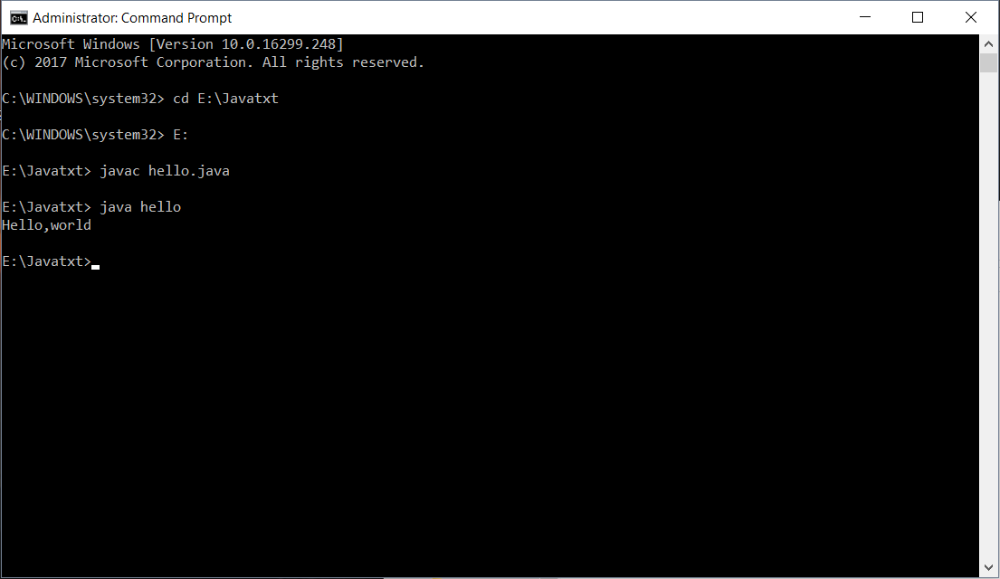 Administrator: Command Prompt
Microsoft Windows [Version 10.0.16299.248]
(c) 2017 Microsoft Corporation. All rights reserved.
C:\WINDOWS\system32> cd E:\Javatxt
C:\WINDOWS\system32> E:
E:\Javatxt> javac hello.java
E:\Javatxt> java hello
Hello,world
E:\Javatxt>